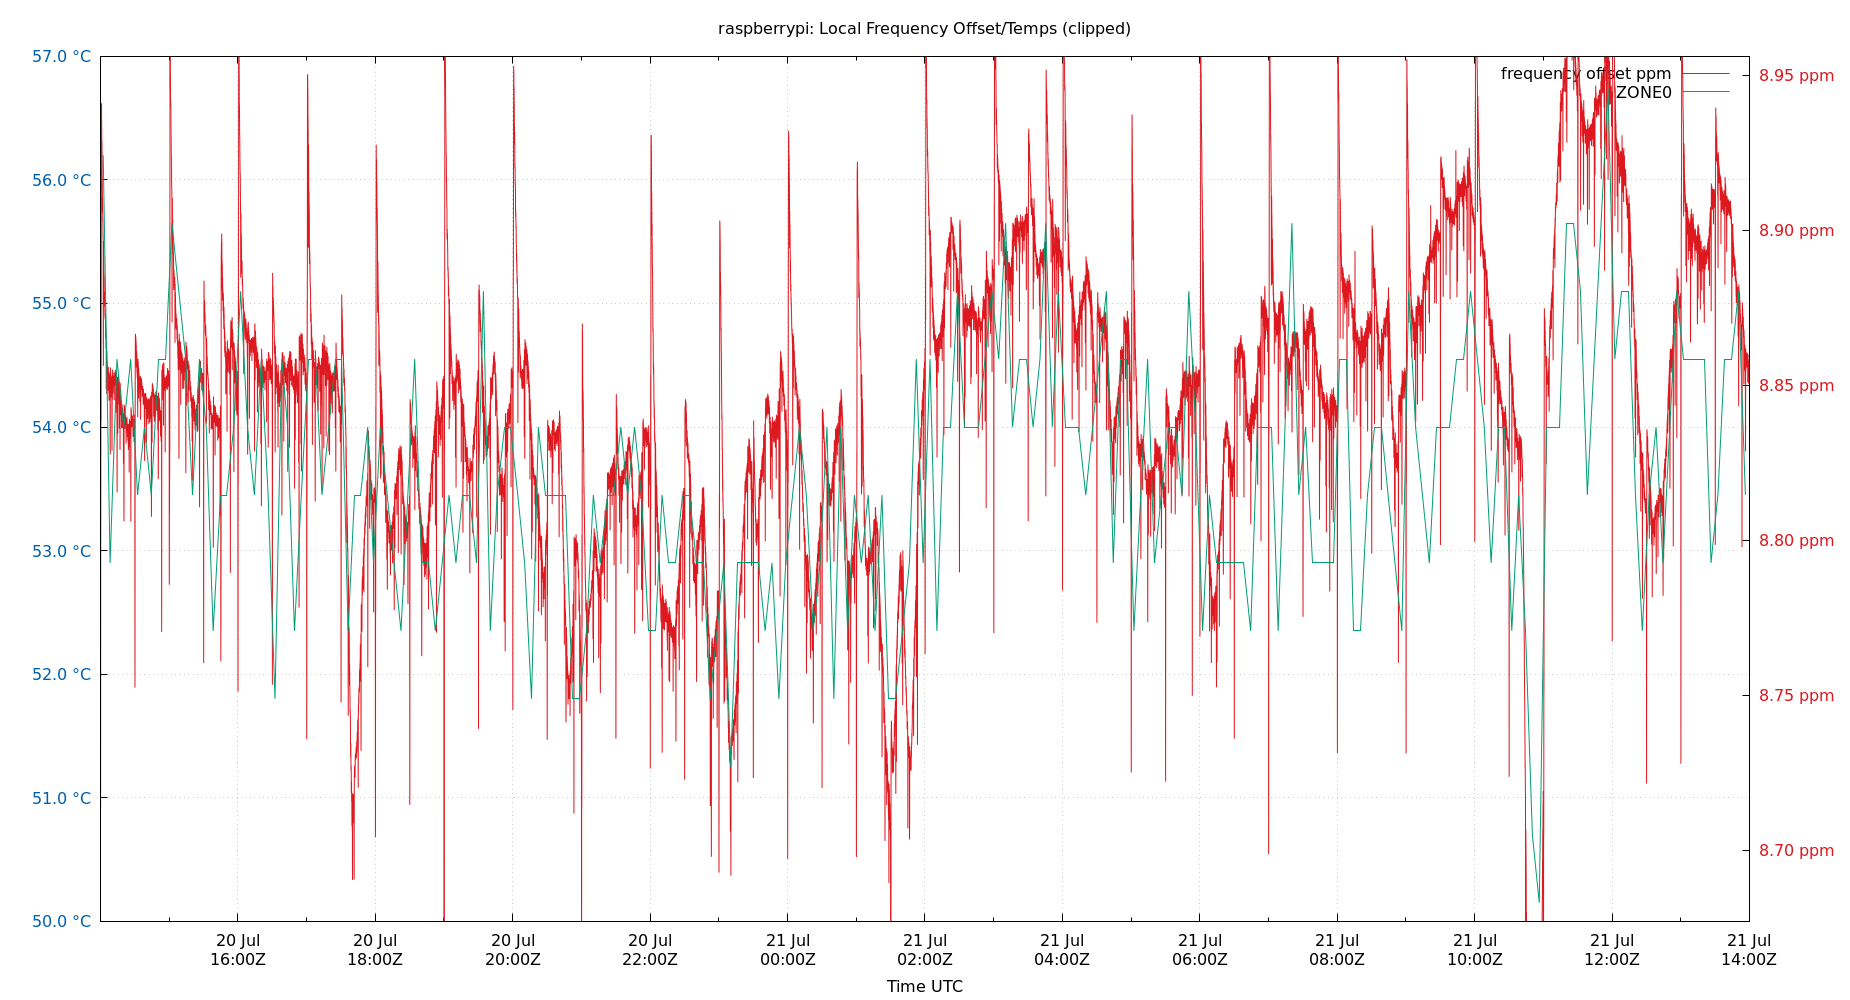 raspberrypi: Local Frequency Offset/Temps (clipped)
57.0 °C
56.0 °C
55.0 °C
54.0 °C
53.0 °C
52.0 °C
51.0 °C
50.0 °C
frequency offset ppm
ZONE0
8.95 ppm
8.90 ppm
8.85 ppm
8.80 ppm
8.75 ppm
8.70 ppm
20 Jul 20 Jul 20 Jul 20 Jul 21 Jul 21 Jul 21 Jul 21 Jul 21 Jul 21 Jul 21 Jul 21 Jul
16:00Z 18:00Z 20:00Z 22:00Z 00:00Z 02:00Z 04:00Z 06:00Z 08:00Z 10:00Z 12:00Z 14:00Z
Time UTC